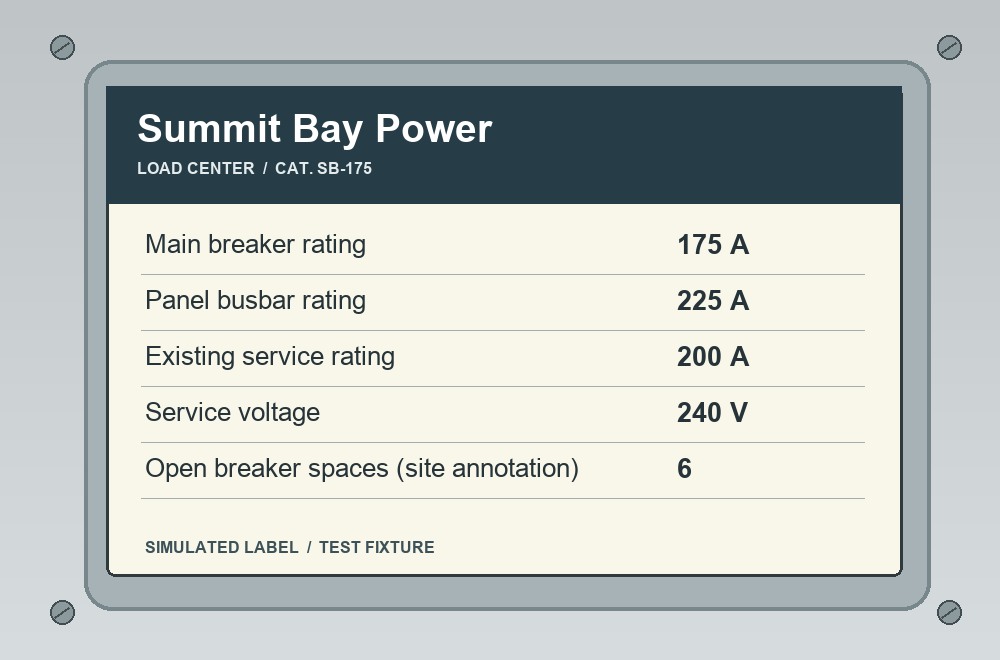 Summit Bay Power
LOAD CENTER / CAT. SB-175
Main breaker rating 175 A
Panel busbar rating 225 A
Existing service rating 200 A
Service voltage 240 V
Open breaker spaces (site annotation) 6
SIMULATED LABEL / TEST FIXTURE